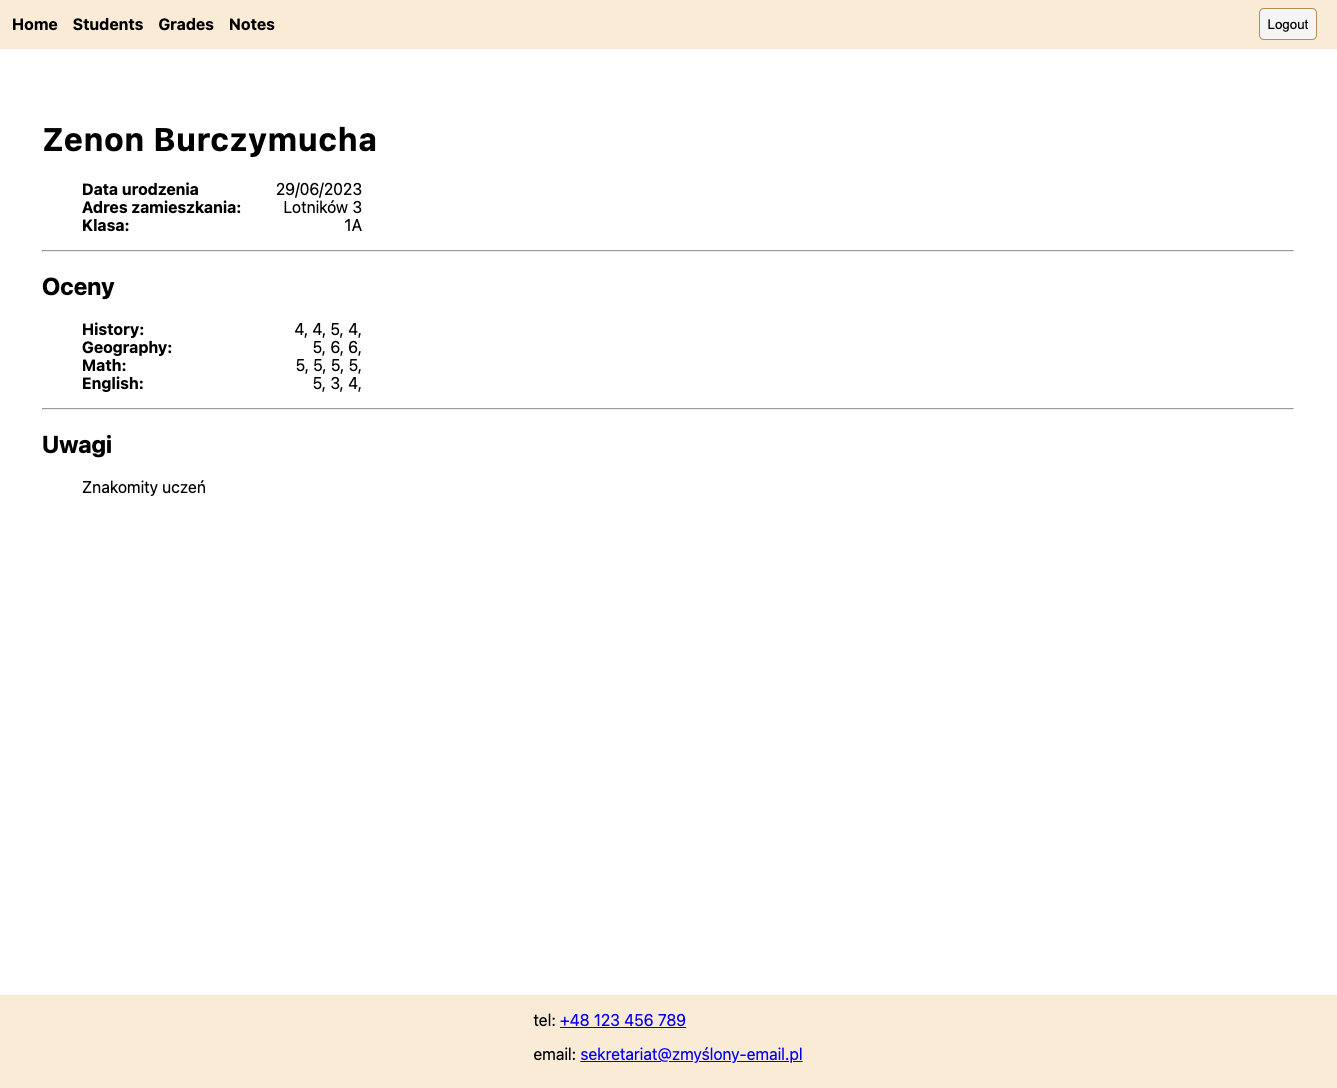 Home Students Grades Notes Logout
Zenon Burczymucha
Data urodzenia 29/06/2023
Adres zamieszkania: Lotników 3
Klasa: 1A
Oceny
History: 4, 4, 5, 4,
Geography: 5, 6, 6,
Math: 5, 5, 5, 5,
English: 5, 3, 4,
Uwagi
Znakomity uczeń
tel: +48 123 456 789
email: sekretariat@zmyślony-email.pl